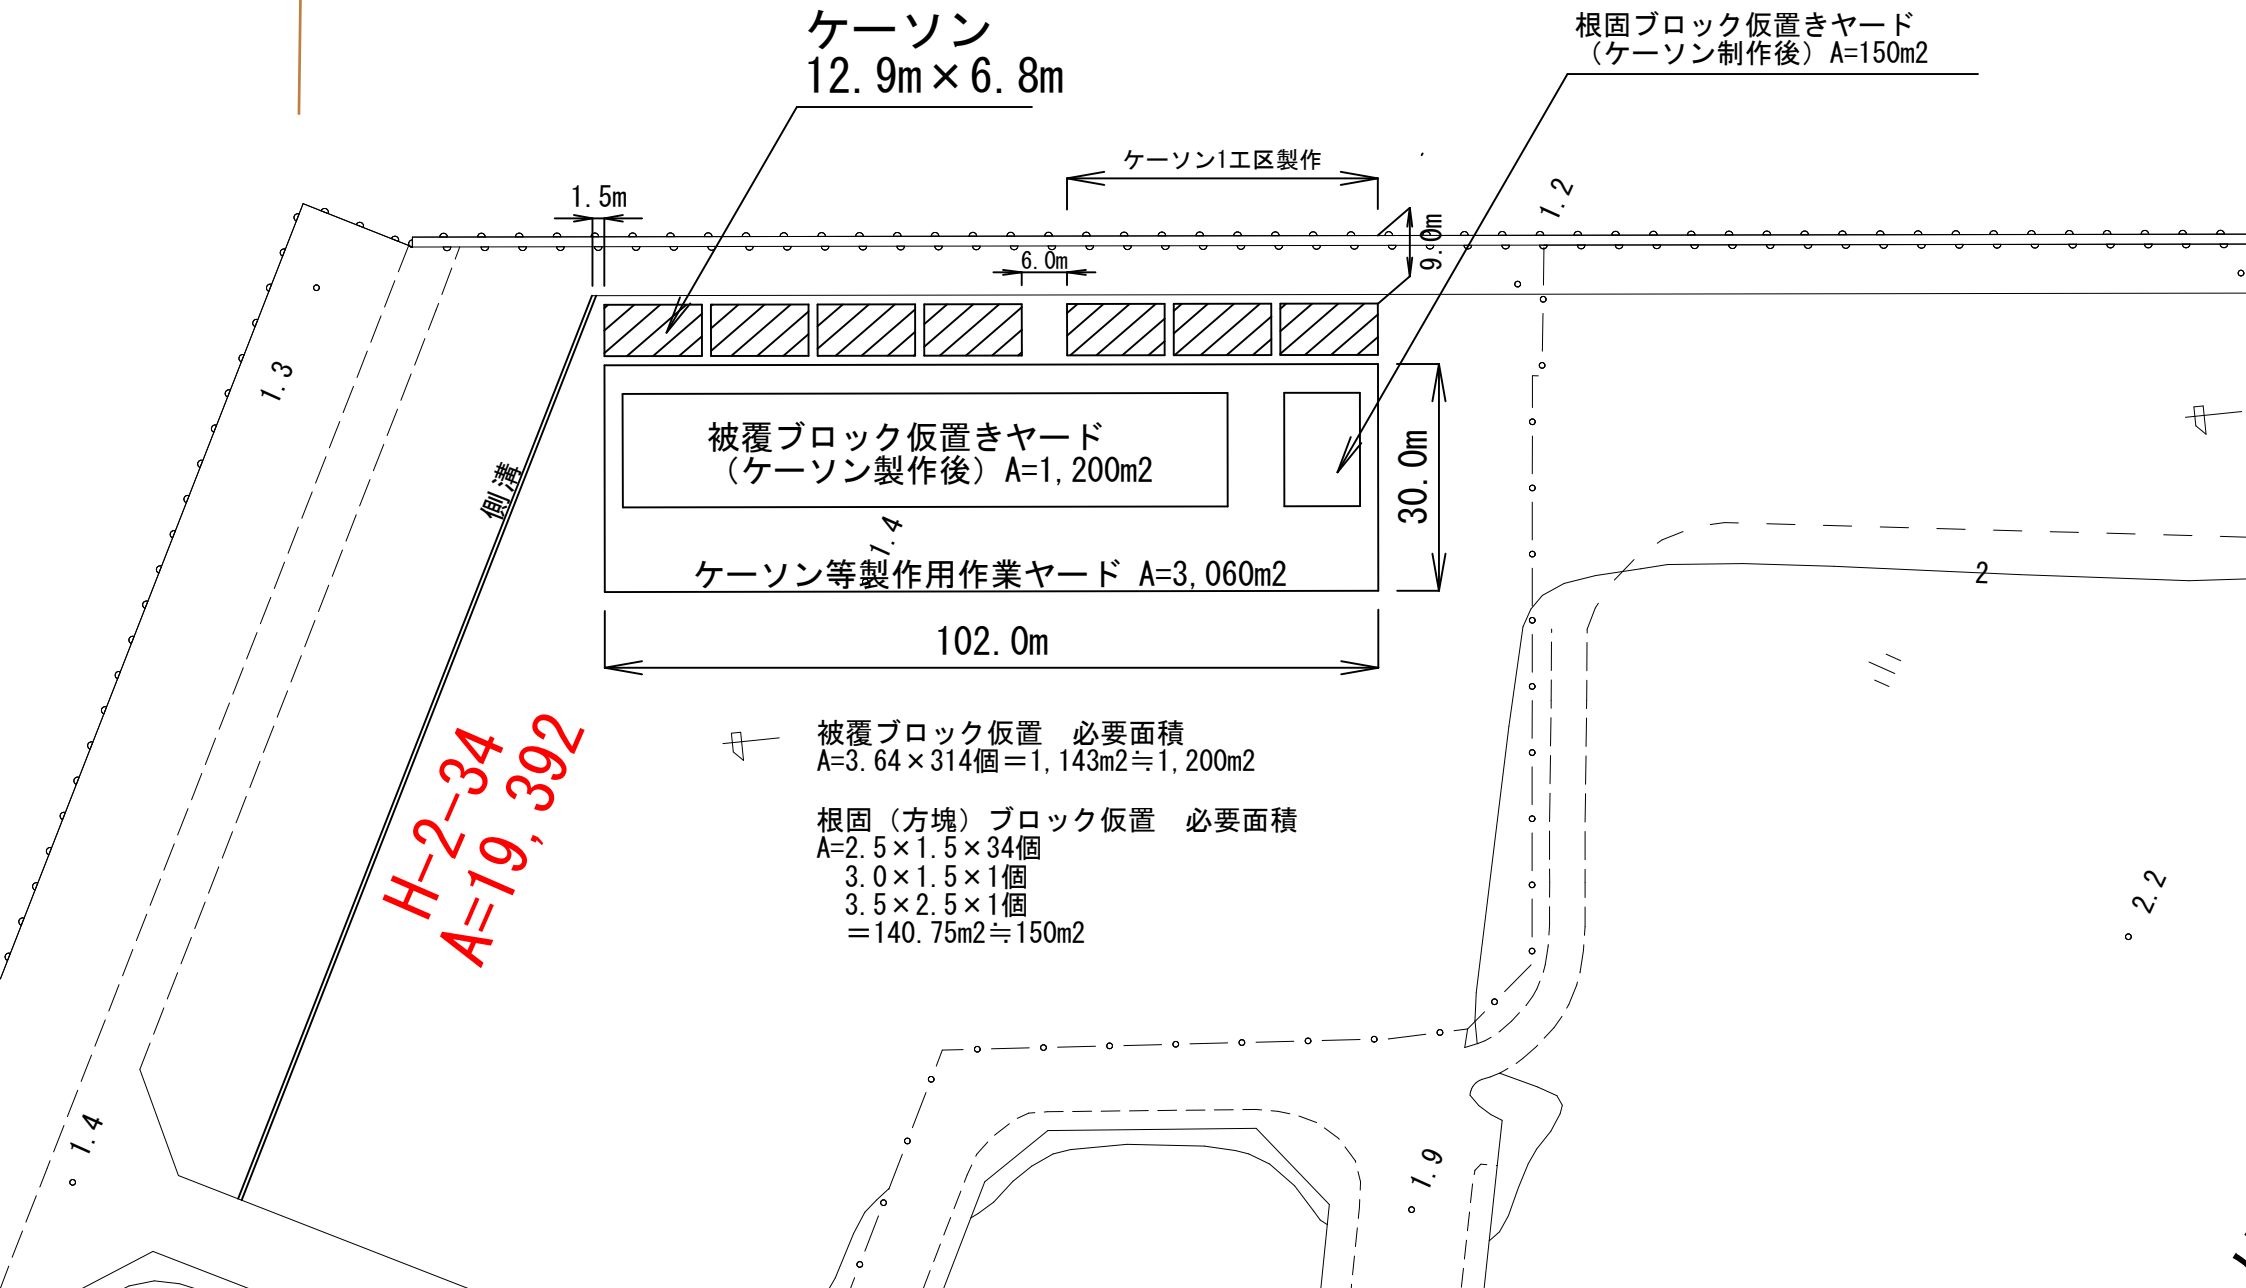 ケーソン
12.9m×6.8m
根固ブロック仮置きヤード
（ケーソン制作後）A=150m2
ケーソン1工区製作
1.5m
1.2
9.0m
6.0m
1.3
被覆ブロック仮置きヤード
（ケーソン製作後）A=1,200m2
30.0m
側溝
1.4
ケーソン等製作用作業ヤード A=3,060m2
2
102.0m
H-2-34
A=19,392
被覆ブロック仮置　必要面積
A=3.64×314個＝1,143m2≒1,200m2
根固（方塊）ブロック仮置　必要面積
A=2.5×1.5×34個
3.0×1.5×1個
3.5×2.5×1個
＝140.75m2≒150m2
2.2
1.4
1.9